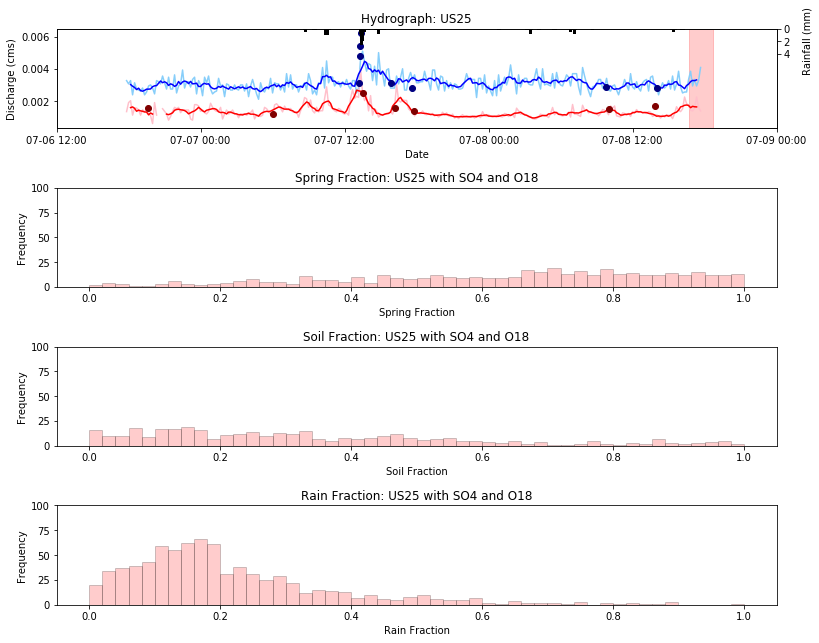 Hydrograph: US25
0.006
0.004
0.002
Discharge (cms)
0
2
4
Rainfall (mm)
07-06 12:00 07-07 00:00 07-07 12:00 07-08 00:00 07-08 12:00 07-09 00:00
Date
Spring Fraction: US25 with SO4 and O18
100
75
50
25
0
Frequency
0.0 0.2 0.4 0.6 0.8 1.0
Spring Fraction
Soil Fraction: US25 with SO4 and O18
100
75
50
25
0
Frequency
0.0 0.2 0.4 0.6 0.8 1.0
Soil Fraction
Rain Fraction: US25 with SO4 and O18
100
75
50
25
0
Frequency
0.0 0.2 0.4 0.6 0.8 1.0
Rain Fraction